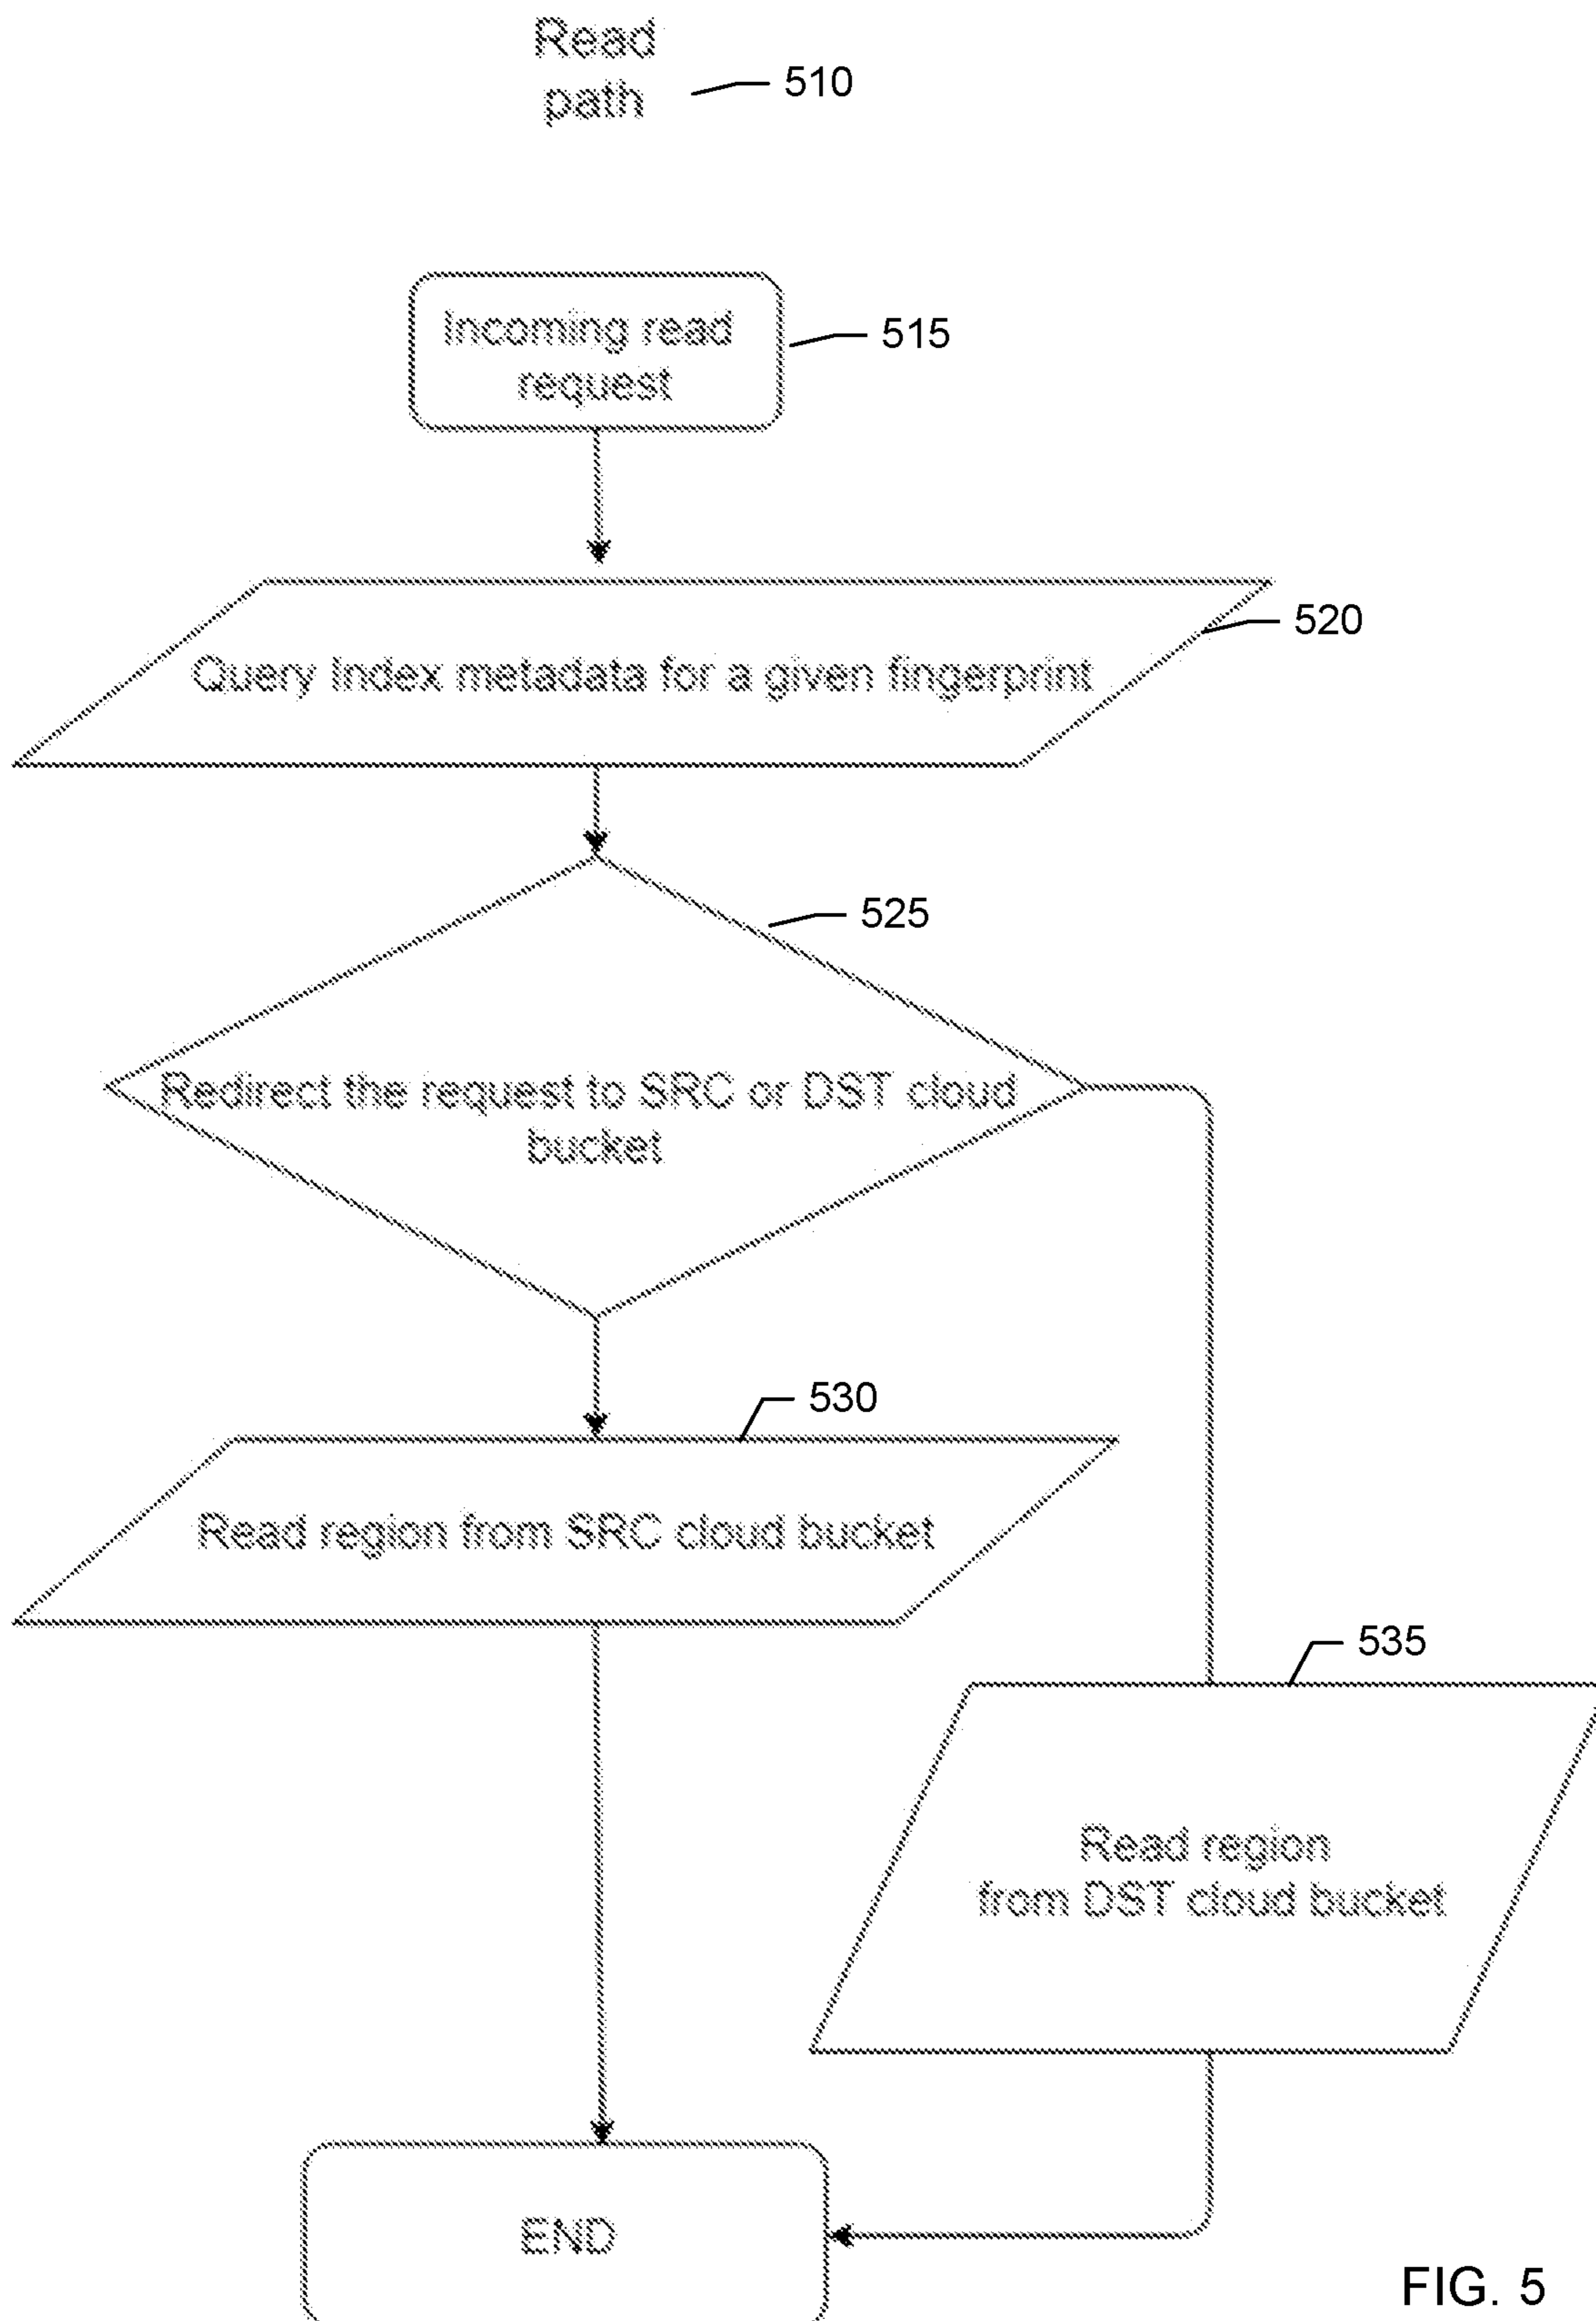 Read
path
510
Incoming read
request
515
520
Query Index metadata for a given fingerprint
525
Redirect the request to SRC or DST cloud
bucket
530
Read region from SRC cloud bucket
535
Read region
from DST cloud bucket
END
FIG. 5